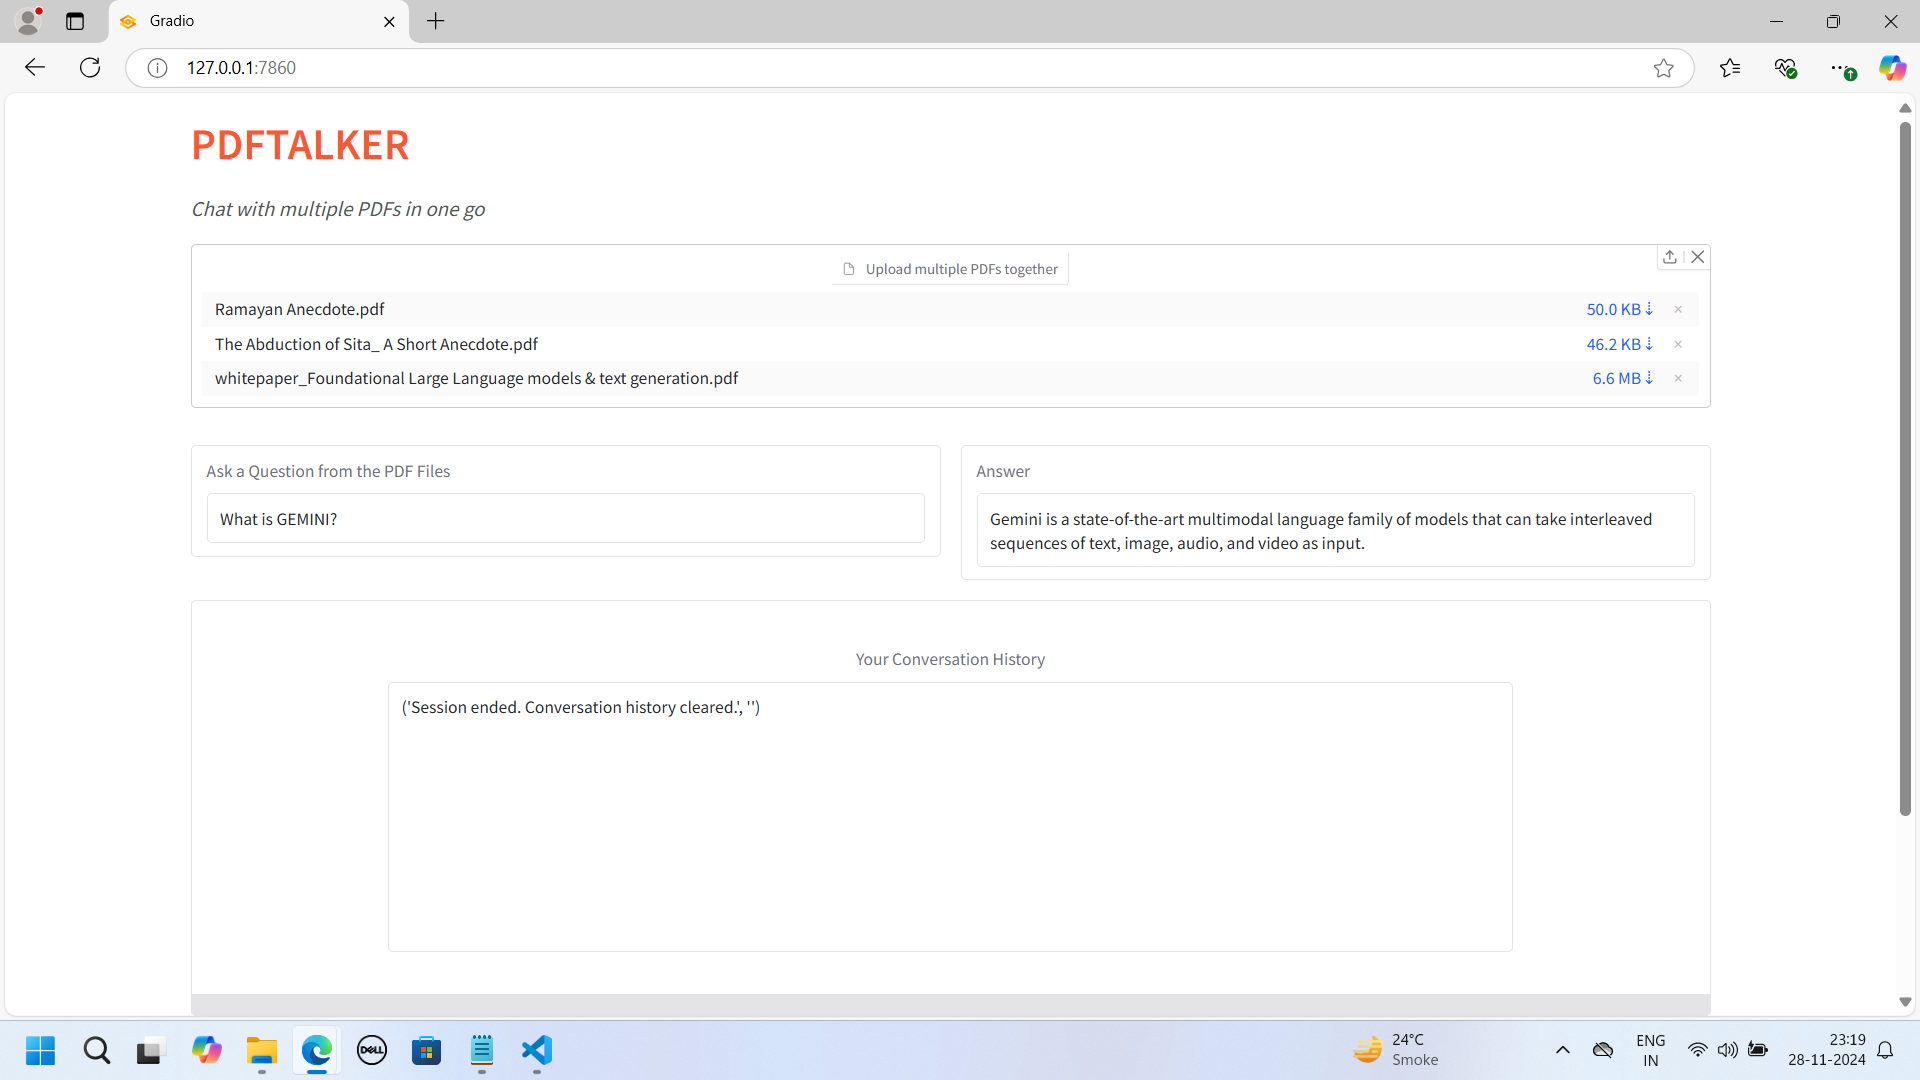 Gradio
127.0.0.1:7860
PDFTALKER
Chat with multiple PDFs in one go
Upload multiple PDFs together
Ramayan Anecdote.pdf 50.0 KB ⇣ ×
The Abduction of Sita_ A Short Anecdote.pdf 46.2 KB ⇣ ×
whitepaper_Foundational Large Language models & text generation.pdf 6.6 MB ⇣ ×
Ask a Question from the PDF Files
What is GEMINI?
Answer
Gemini is a state-of-the-art multimodal language family of models that can take interleaved
sequences of text, image, audio, and video as input.
Your Conversation History
('Session ended. Conversation history cleared.', '')
DELL
24°C
Smoke
ENG
IN
23:19
28-11-2024